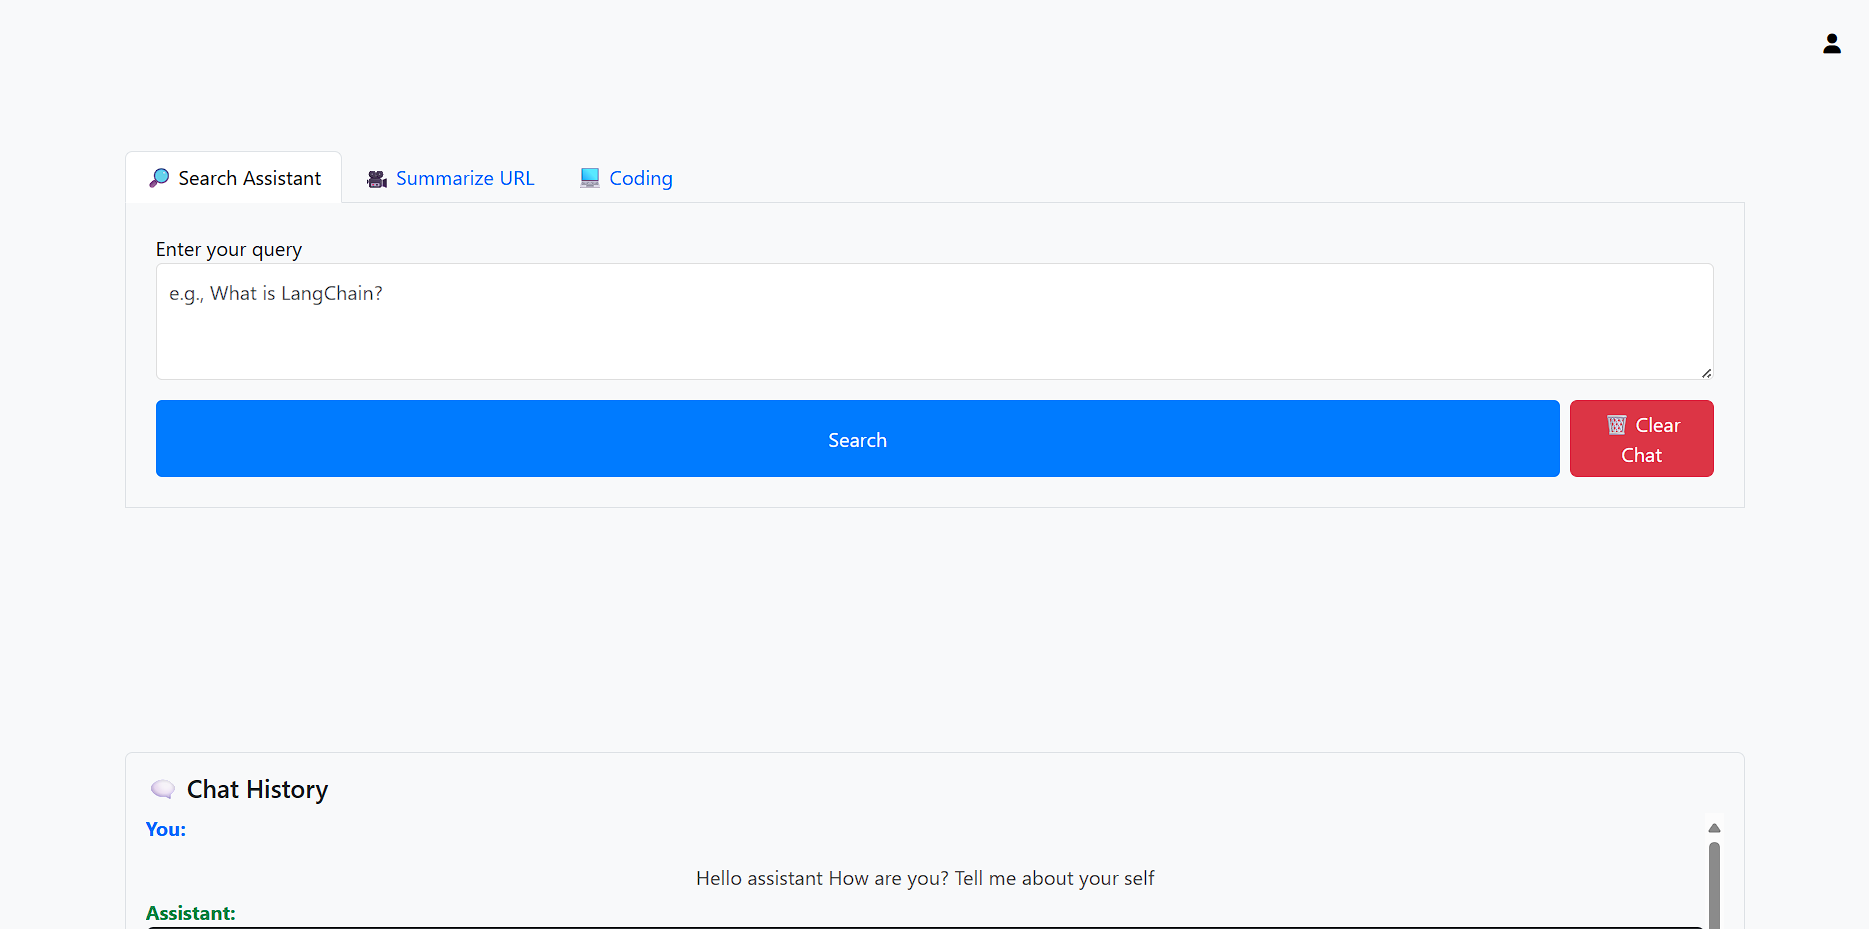 Search Assistant
Summarize URL
Coding
Enter your query
e.g., What is LangChain?
Search
Clear
Chat
Chat History
You:
Hello assistant How are you? Tell me about your self
Assistant: